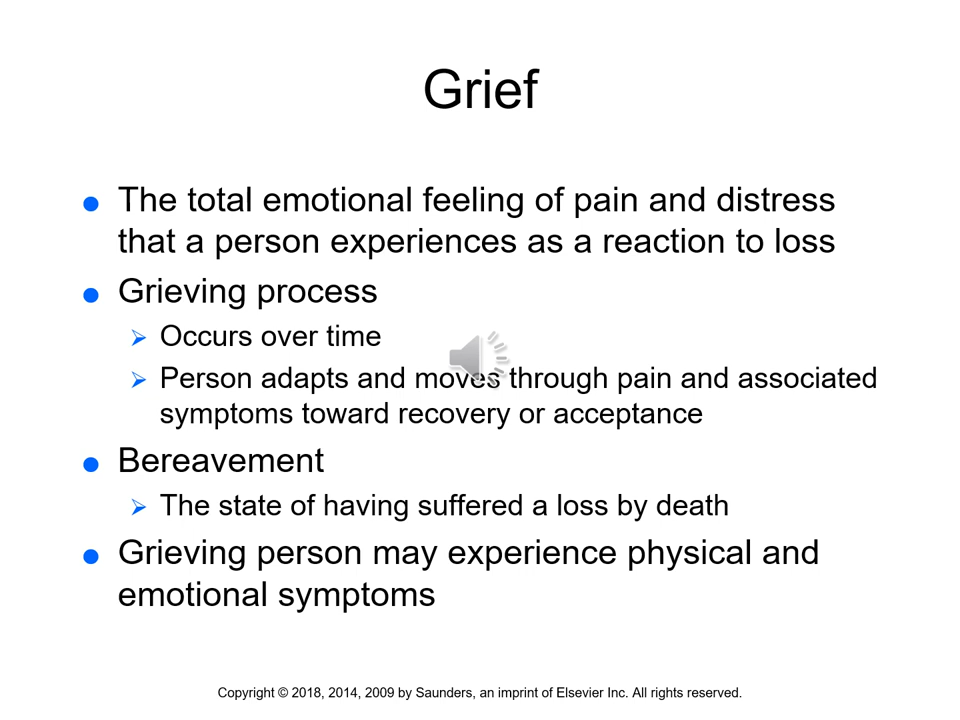 Grief
The total emotional feeling of pain and distress
that a person experiences as a reaction to loss
Grieving process
Occurs over time
Person adapts and moves through pain and associated
symptoms toward recovery or acceptance
Bereavement
The state of having suffered a loss by death
Grieving person may experience physical and
emotional symptoms
Copyright © 2018, 2014, 2009 by Saunders, an imprint of Elsevier Inc. All rights reserved.